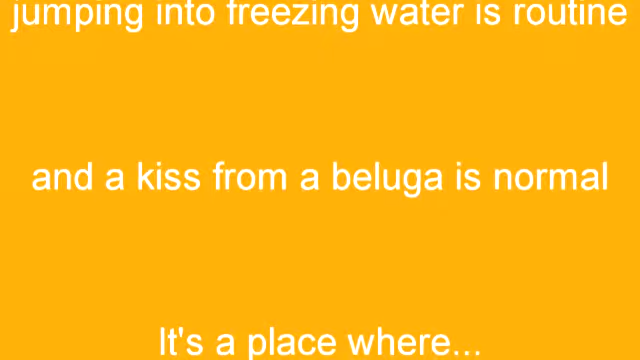 jumping into freezing water is routine
and a kiss from a beluga is normal
It's a place where...